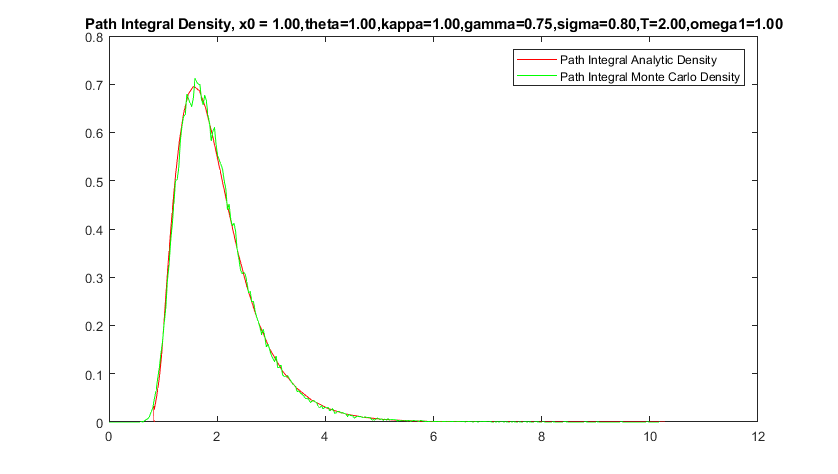 Path Integral Density, x0 = 1.00,theta=1.00,kappa=1.00,gamma=0.75,sigma=0.80,T=2.00,omega1=1.00
0.8
0.7
0.6
0.5
0.4
0.3
0.2
0.1
0
Path Integral Analytic Density
Path Integral Monte Carlo Density
0 2 4 6 8 10 12